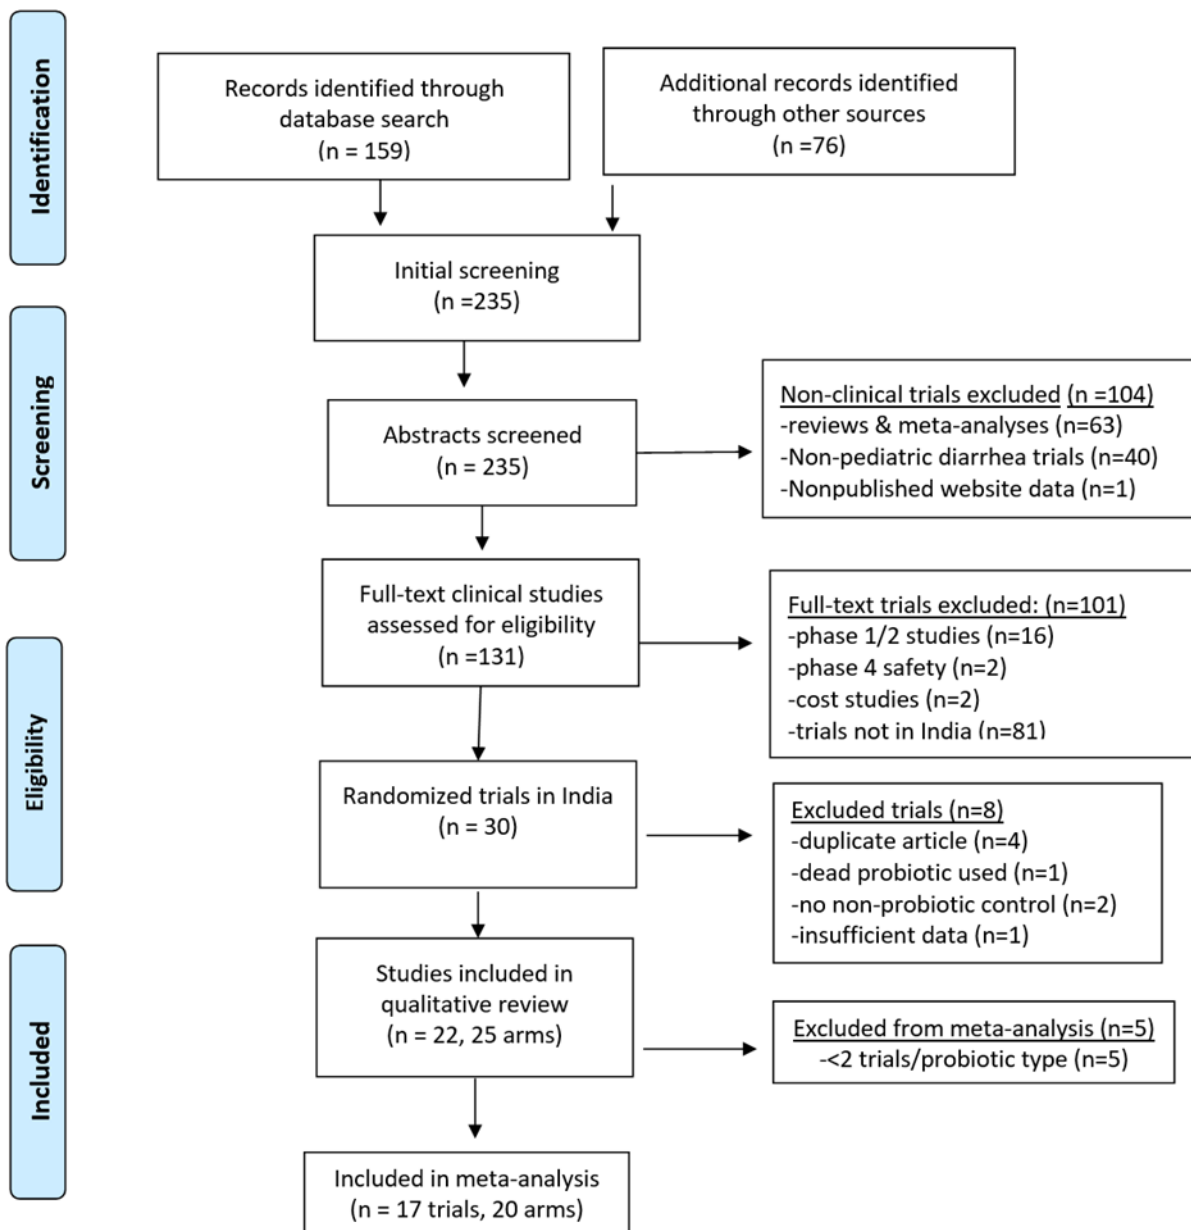 Identification
Records identified through
database search
(n = 159)
Additional records identified
through other sources
(n =76)
Initial screening
(n =235)
Screening
Abstracts screened
(n = 235)
Non-clinical trials excluded (n =104)
-reviews & meta-analyses (n=63)
-Non-pediatric diarrhea trials (n=40)
-Nonpublished website data (n=1)
Full-text clinical studies
assessed for eligibility
(n =131)
Full-text trials excluded: (n=101)
-phase 1/2 studies (n=16)
-phase 4 safety (n=2)
-cost studies (n=2)
-trials not in India (n=81)
Eligibility
Randomized trials in India
(n = 30)
Excluded trials (n=8)
-duplicate article (n=4)
-dead probiotic used (n=1)
-no non-probiotic control (n=2)
-insufficient data (n=1)
Included
Studies included in
qualitative review
(n = 22, 25 arms)
Excluded from meta-analysis (n=5)
-<2 trials/probiotic type (n=5)
Included in meta-analysis
(n = 17 trials, 20 arms)